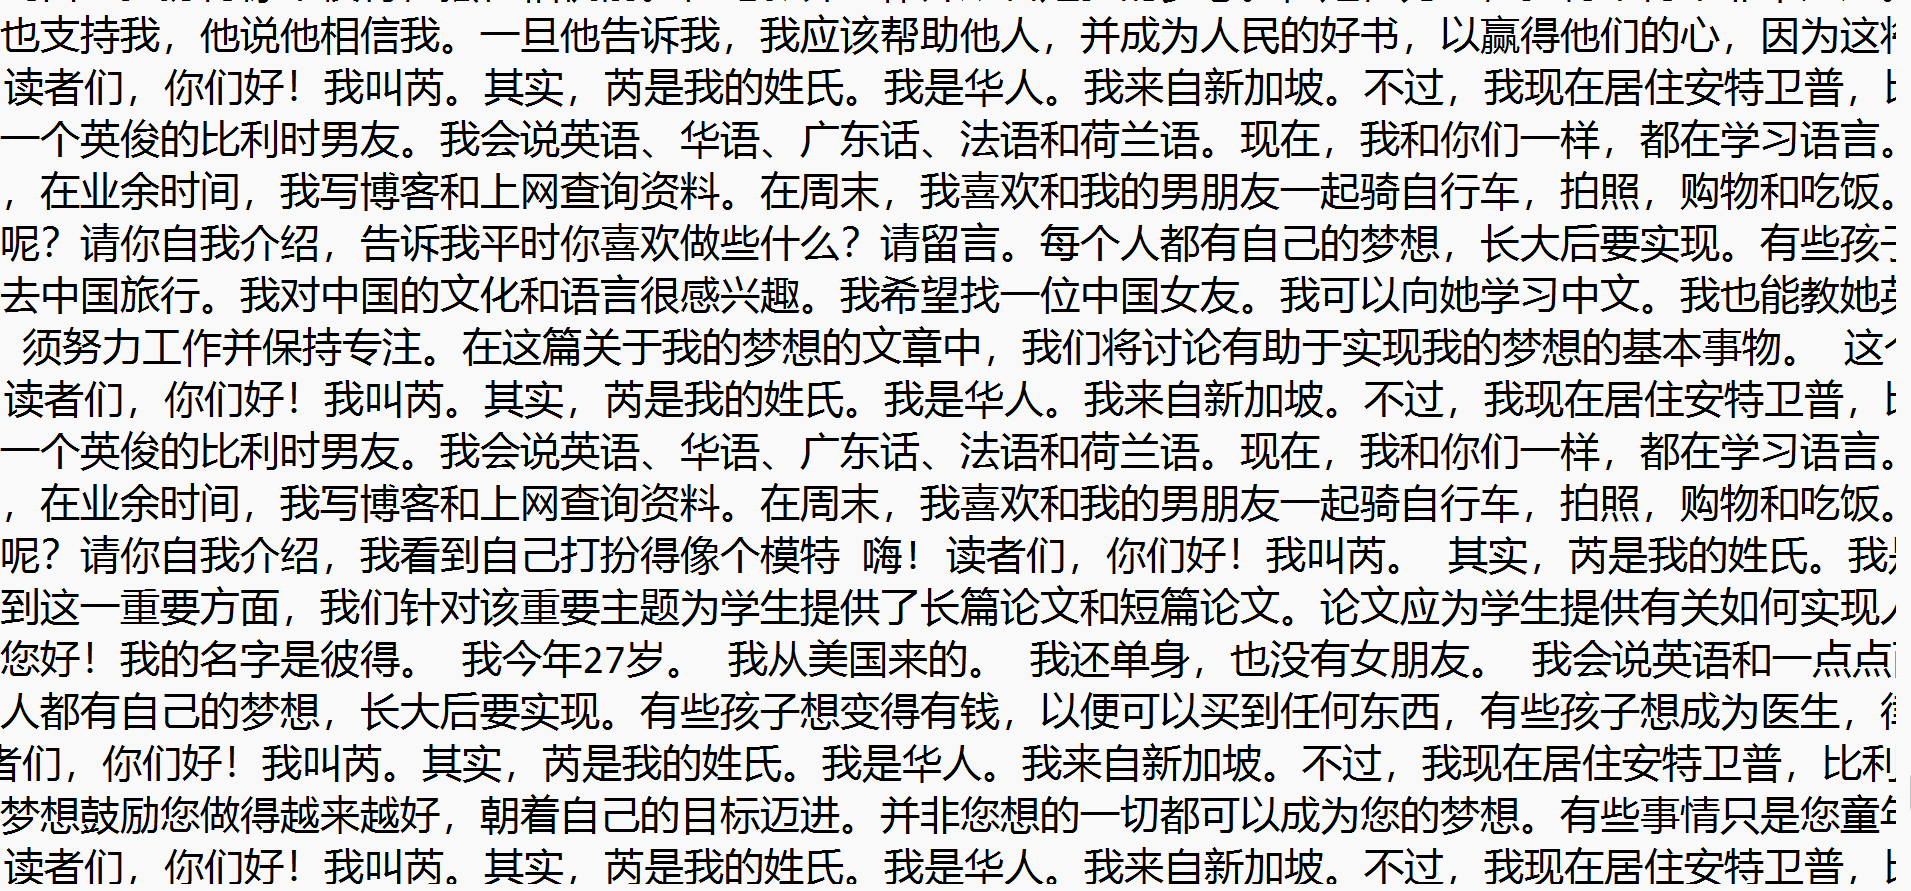 也支持我，他说他相信我。一旦他告诉我，我应该帮助他人，并成为人民的好书，以赢得他们的心，因为这
读者们，你们好！我叫芮。其实，芮是我的姓氏。我是华人。我来自新加坡。不过，我现在居住安特卫普，
一个英俊的比利时男友。我会说英语、华语、广东话、法语和荷兰语。现在，我和你们一样，都在学习语言。
，在业余时间，我写博客和上网查询资料。在周末，我喜欢和我的男朋友一起骑自行车，拍照，购物和吃饭。
呢？请你自我介绍，告诉我平时你喜欢做些什么？请留言。每个人都有自己的梦想，长大后要实现。有些孩子
去中国旅行。我对中国的文化和语言很感兴趣。我希望找一位中国女友。我可以向她学习中文。我也能教她英
须努力工作并保持专注。在这篇关于我的梦想的文章中，我们将讨论有助于实现我的梦想的基本事物。 这个
读者们，你们好！我叫芮。其实，芮是我的姓氏。我是华人。我来自新加坡。不过，我现在居住安特卫普，
一个英俊的比利时男友。我会说英语、华语、广东话、法语和荷兰语。现在，我和你们一样，都在学习语言。
，在业余时间，我写博客和上网查询资料。在周末，我喜欢和我的男朋友一起骑自行车，拍照，购物和吃饭。
呢？请你自我介绍，我看到自己打扮得像个模特 嗨！读者们，你们好！我叫芮。 其实，芮是我的姓氏。我是
到这一重要方面，我们针对该重要主题为学生提供了长篇论文和短篇论文。论文应为学生提供有关如何实现人
您好！我的名字是彼得。 我今年27岁。 我从美国来的。 我还单身，也没有女朋友。 我会说英语和一点点
人都有自己的梦想，长大后要实现。有些孩子想变得有钱，以便可以买到任何东西，有些孩子想成为医生，
者们，你们好！我叫芮。其实，芮是我的姓氏。我是华人。我来自新加坡。不过，我现在居住安特卫普，比利
梦想鼓励您做得越来越好，朝着自己的目标迈进。并非您想的一切都可以成为您的梦想。有些事情只是您童年
读者们，你们好！我叫芮。其实，芮是我的姓氏。我是华人。我来自新加坡。不过，我现在居住安特卫普，